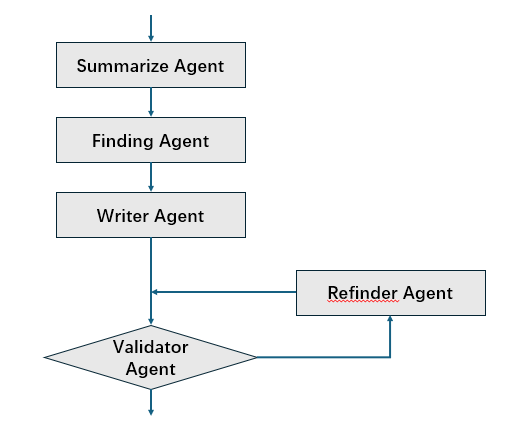 Summarize Agent
Finding Agent
Writer Agent
Refinder Agent
Validator
Agent